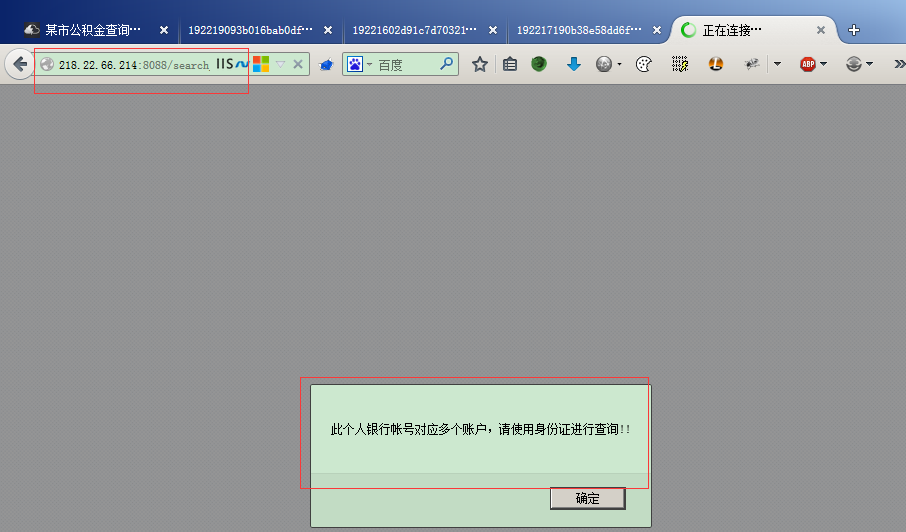 某市公积金查询…
192219093b016bab0df…
19221602d91c7d70321…
192217190b38e58dd6f…
正在连接…
218.22.66.214:8088/search_
IIS
百度
ABP
此个人银行帐号对应多个账户，请使用身份证进行查询!!
确定